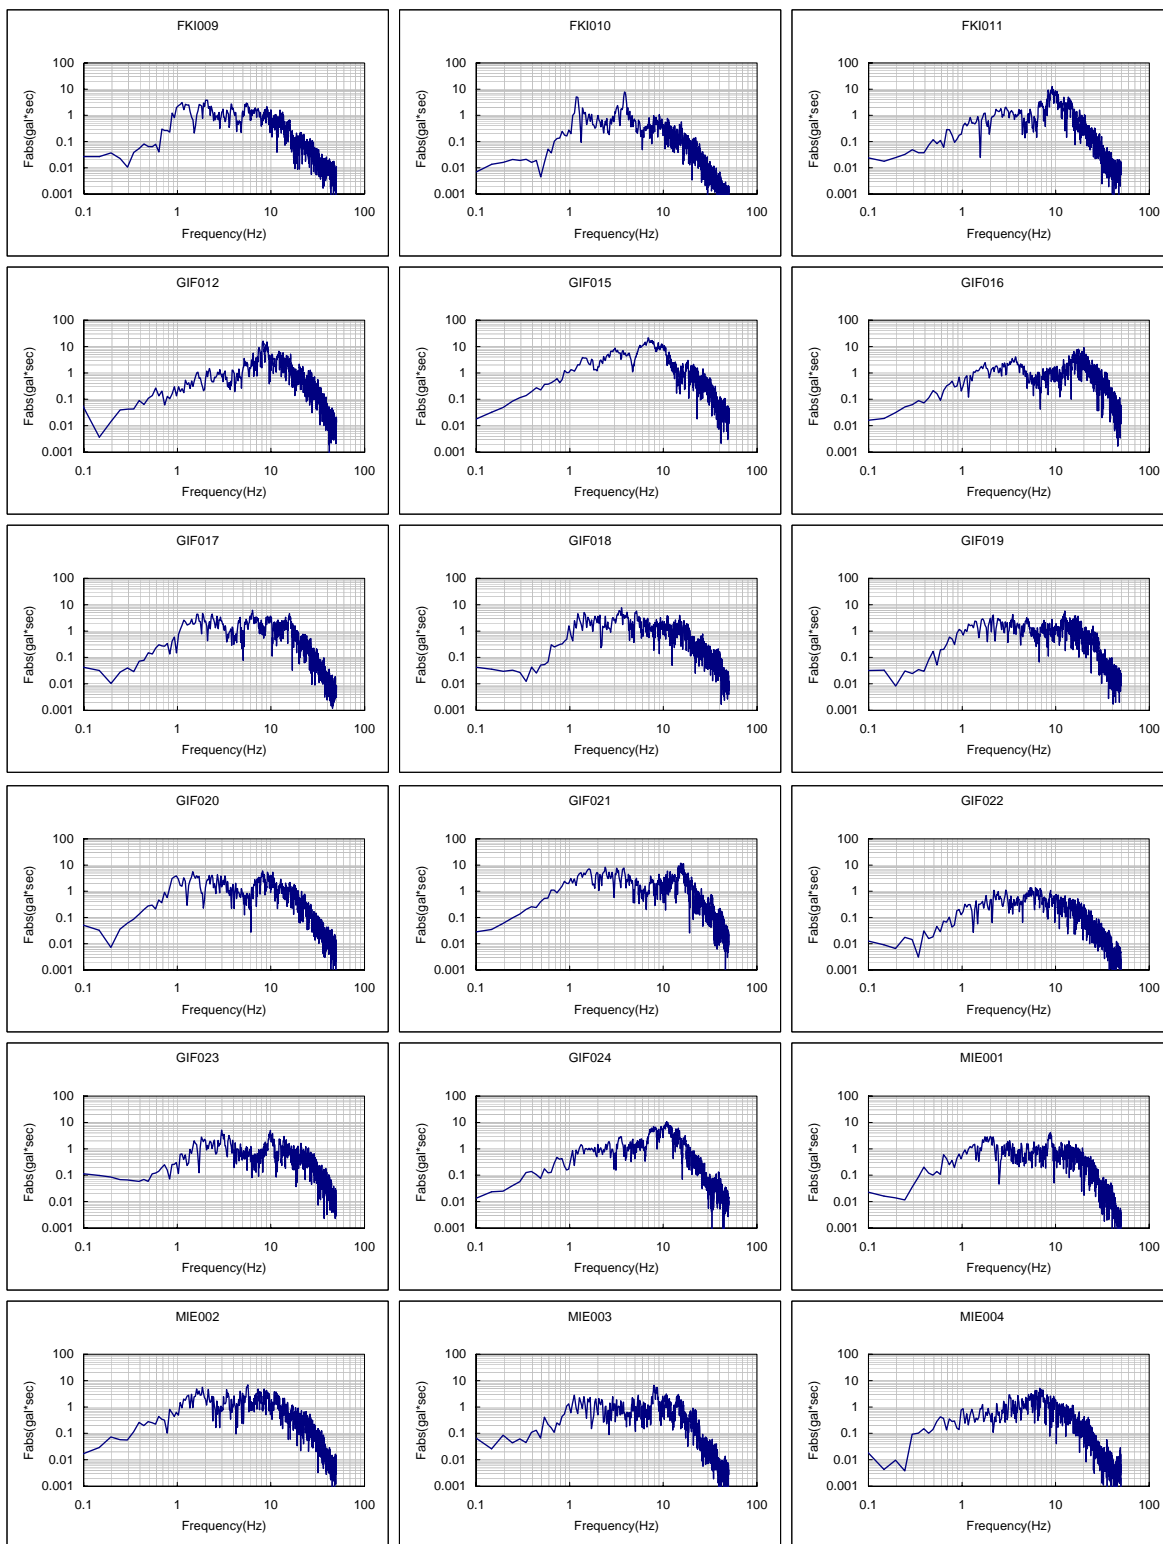 FKI009
Fabs(gal*sec)
100
10
1
0.1
0.01
0.001
0.1 1 10 100
Frequency(Hz)
FKI010
Fabs(gal*sec)
100
10
1
0.1
0.01
0.001
0.1 1 10 100
Frequency(Hz)
FKI011
Fabs(gal*sec)
100
10
1
0.1
0.01
0.001
0.1 1 10 100
Frequency(Hz)
GIF012
Fabs(gal*sec)
100
10
1
0.1
0.01
0.001
0.1 1 10 100
Frequency(Hz)
GIF015
Fabs(gal*sec)
100
10
1
0.1
0.01
0.001
0.1 1 10 100
Frequency(Hz)
GIF016
Fabs(gal*sec)
100
10
1
0.1
0.01
0.001
0.1 1 10 100
Frequency(Hz)
GIF017
Fabs(gal*sec)
100
10
1
0.1
0.01
0.001
0.1 1 10 100
Frequency(Hz)
GIF018
Fabs(gal*sec)
100
10
1
0.1
0.01
0.001
0.1 1 10 100
Frequency(Hz)
GIF019
Fabs(gal*sec)
100
10
1
0.1
0.01
0.001
0.1 1 10 100
Frequency(Hz)
GIF020
Fabs(gal*sec)
100
10
1
0.1
0.01
0.001
0.1 1 10 100
Frequency(Hz)
GIF021
Fabs(gal*sec)
100
10
1
0.1
0.01
0.001
0.1 1 10 100
Frequency(Hz)
GIF022
Fabs(gal*sec)
100
10
1
0.1
0.01
0.001
0.1 1 10 100
Frequency(Hz)
GIF023
Fabs(gal*sec)
100
10
1
0.1
0.01
0.001
0.1 1 10 100
Frequency(Hz)
GIF024
Fabs(gal*sec)
100
10
1
0.1
0.01
0.001
0.1 1 10 100
Frequency(Hz)
MIE001
Fabs(gal*sec)
100
10
1
0.1
0.01
0.001
0.1 1 10 100
Frequency(Hz)
MIE002
Fabs(gal*sec)
100
10
1
0.1
0.01
0.001
0.1 1 10 100
Frequency(Hz)
MIE003
Fabs(gal*sec)
100
10
1
0.1
0.01
0.001
0.1 1 10 100
Frequency(Hz)
MIE004
Fabs(gal*sec)
100
10
1
0.1
0.01
0.001
0.1 1 10 100
Frequency(Hz)